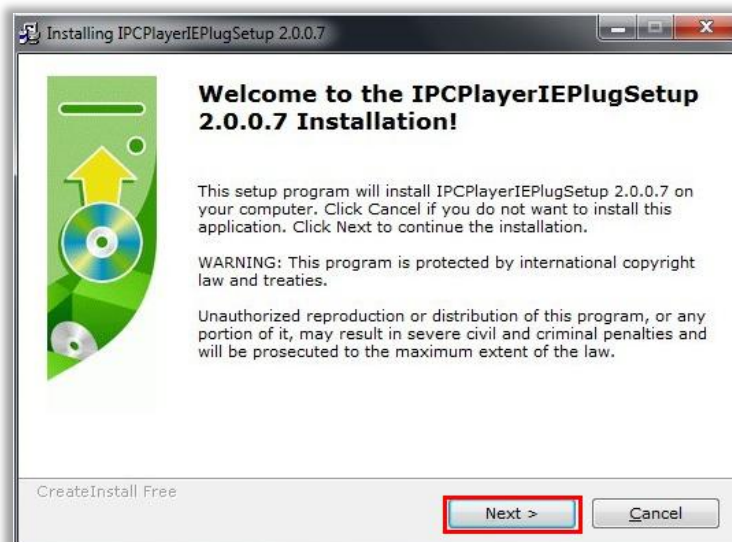 Installing IPCPlayerIEPlugSetup 2.0.0.7
Welcome to the IPCPlayerIEPlugSetup
2.0.0.7 Installation!
This setup program will install IPCPlayerIEPlugSetup 2.0.0.7 on
your computer. Click Cancel if you do not want to install this
application. Click Next to continue the installation.
WARNING: This program is protected by international copyright
law and treaties.
Unauthorized reproduction or distribution of this program, or any
portion of it, may result in severe civil and criminal penalties and
will be prosecuted to the maximum extent of the law.
CreateInstall Free
Next > Cancel